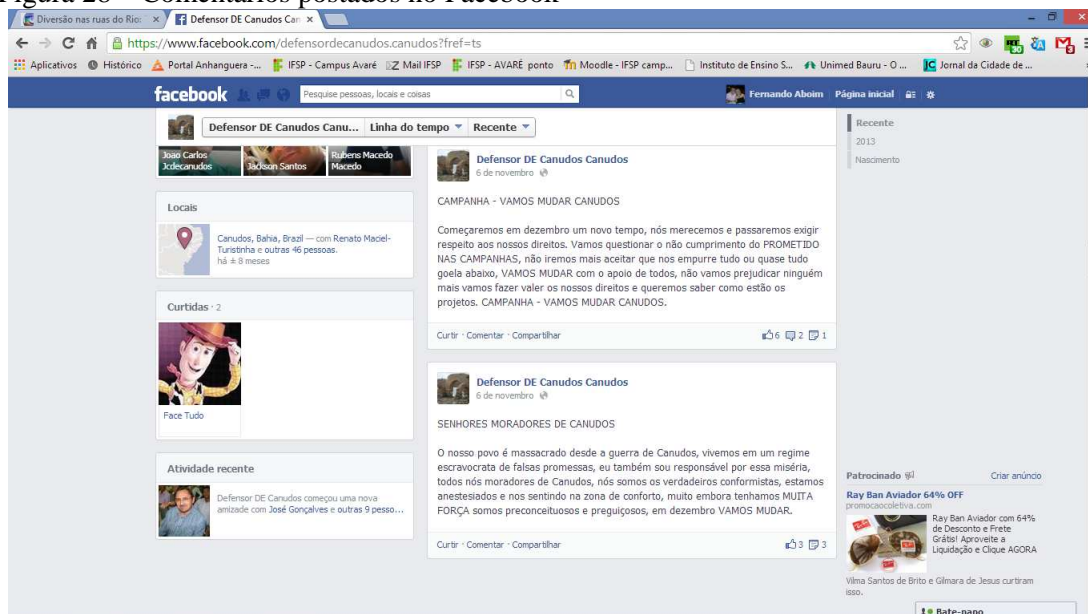 Figura 28 – Comentários postados no Facebook
Diversão nas ruas do Rio:
Defensor DE Canudos Can
https://www.facebook.com/defensordecanudos.canudos?fref=ts
Aplicativos Histórico Portal Anhanguera -... IFSP - Campus Avaré Mail IFSP IFSP - AVARÉ ponto Moodle - IFSP camp... Instituto de Ensino S... Unimed Bauru - O ... Jornal da Cidade de ...
facebook
Pesquise pessoas, locais e coisas
Fernando Aboim Página inicial
Defensor DE Canudos Canu... Linha do tempo Recente
Recente
2013
Nascimento
Joao Carlos
Jcdecanudos
Jadson Santos
Rubens Macedo
Macedo
Locais
Canudos, Bahia, Brazil — com Renato Maciel-
Turistinha e outras 46 pessoas.
há ± 8 meses
Curtidas · 2
Face Tudo
Atividade recente
Defensor DE Canudos começou uma nova
amizade com José Gonçalves e outras 9 pesso...
Defensor DE Canudos Canudos
6 de novembro
CAMPANHA - VAMOS MUDAR CANUDOS
Começaremos em dezembro um novo tempo, nós merecemos e passaremos exigir
respeito aos nossos direitos. Vamos questionar o não cumprimento do PROMETIDO
NAS CAMPANHAS, não iremos mais aceitar que nos empurre tudo ou quase tudo
goela abaixo, VAMOS MUDAR com o apoio de todos, não vamos prejudicar ninguém
mais vamos fazer valer os nossos direitos e queremos saber como estão os
projetos. CAMPANHA - VAMOS MUDAR CANUDOS.
Curtir · Comentar · Compartilhar
6 2 1
Defensor DE Canudos Canudos
6 de novembro
SENHORES MORADORES DE CANUDOS
O nosso povo é massacrado desde a guerra de Canudos, vivemos em um regime
escravocrata de falsas promessas, eu também sou responsável por essa miséria,
todos nós moradores de Canudos, nós somos os verdadeiros conformistas, estamos
anestesiados e nos sentindo na zona de conforto, muito embora tenhamos MUITA
FORÇA somos preconceituosos e preguiçosos, em dezembro VAMOS MUDAR.
Curtir · Comentar · Compartilhar
3 3
Patrocinado
Criar anúncio
Ray Ban Aviador 64% OFF
promocaocoletiva.com
Ray Ban Aviador com 64%
de Desconto e Frete
Grátis! Aproveite a
Liquidação e Clique AGORA
Vilma Santos de Brito e Gilmara de Jesus curtiram
isso.
Bate-papo